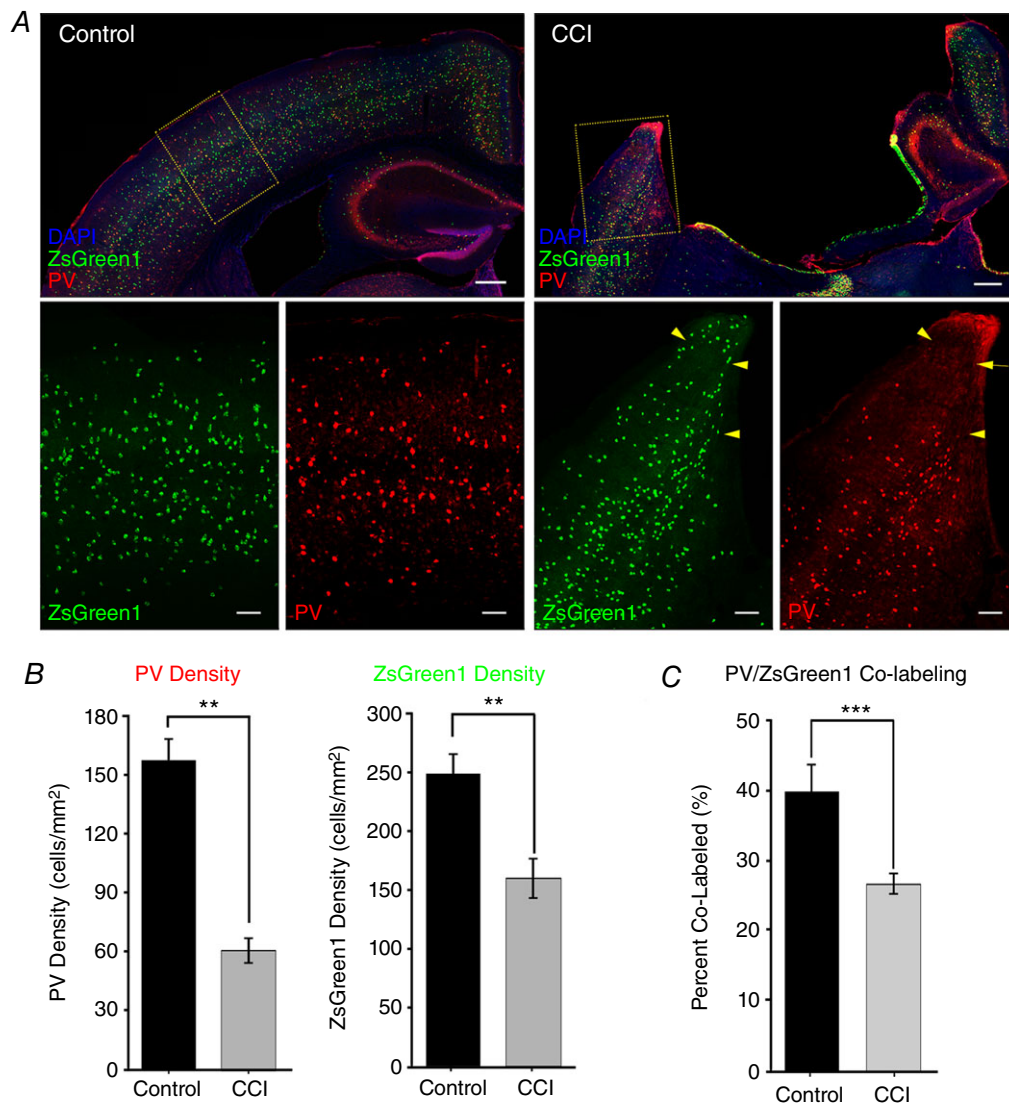 A
Control
DAPI
ZsGreen1
PV
CCI
DAPI
ZsGreen1
PV
ZsGreen1
PV
ZsGreen1
PV
B
PV Density
PV Density (cells/mm²)
180
150
120
90
60
30
0
**
Control
CCI
ZsGreen1 Density
ZsGreen1 Density (cells/mm²)
300
250
200
150
100
50
0
**
Control
CCI
C
PV/ZsGreen1 Co-labeling
Percent Co-Labeled (%)
50
40
30
20
10
0
***
Control
CCI